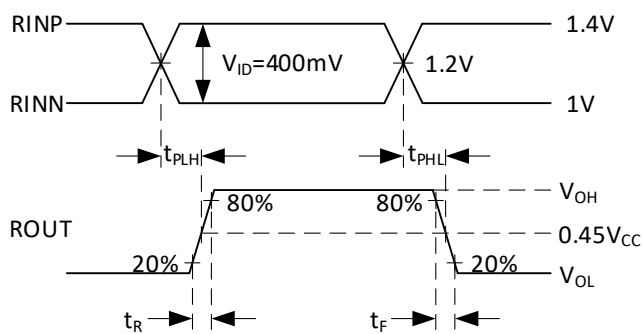 RINP
1.4V
V_ID=400mV
1.2V
RINN
1V
t_PLH
t_PHL
V_OH
80%
80%
ROUT
0.45V_CC
20%
20%
V_OL
t_R
t_F